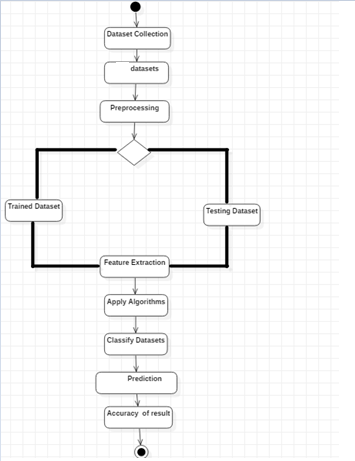 Dataset Collection
datasets
Preprocessing
Trained Dataset
Testing Dataset
Feature Extraction
Apply Algorithms
Classify Datasets
Prediction
Accuracy of result